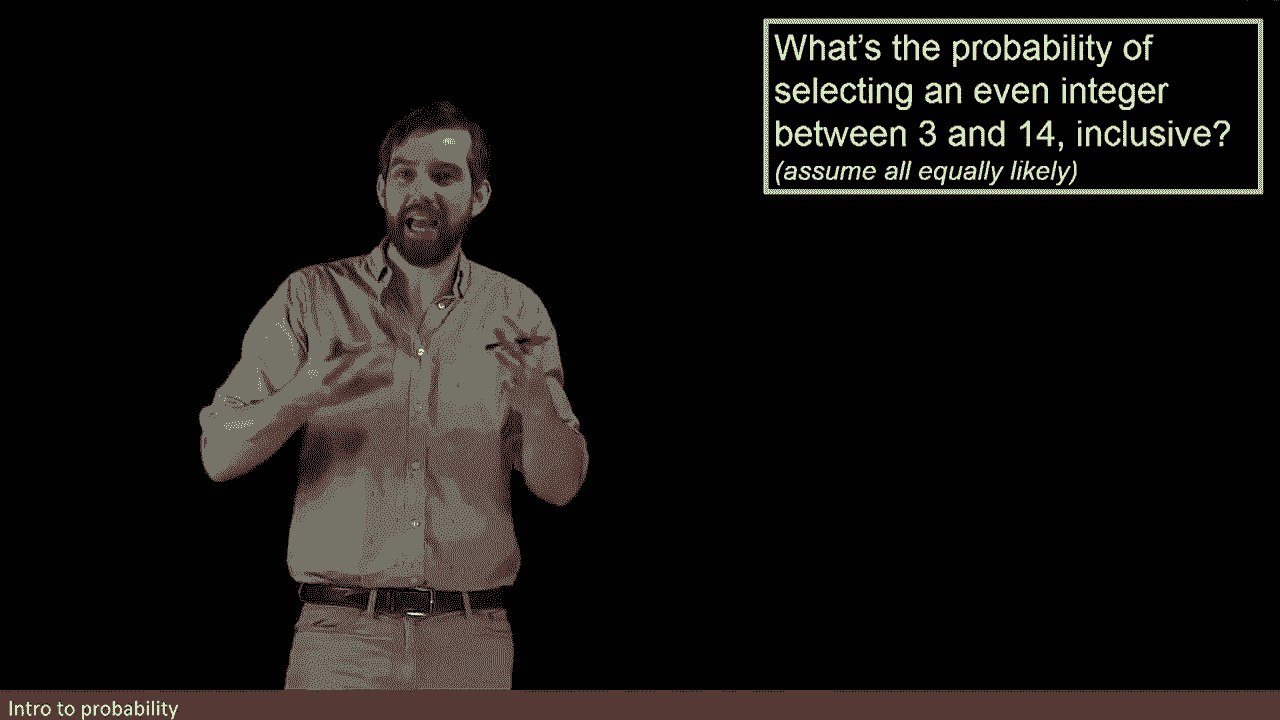 What’s the probability of
selecting an even integer
between 3 and 14, inclusive?
(assume all equally likely)
Intro to probability